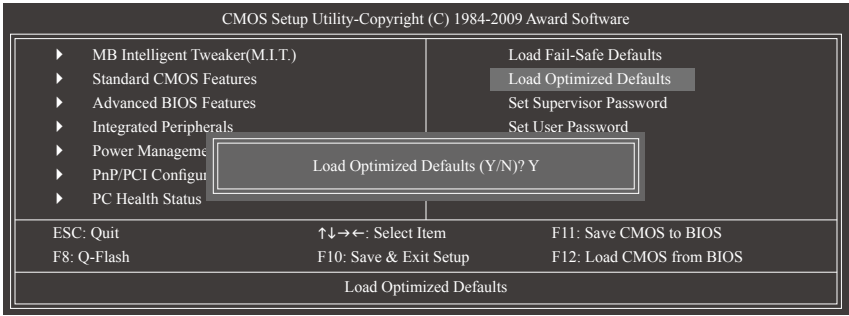 CMOS Setup Utility-Copyright (C) 1984-2009 Award Software
MB Intelligent Tweaker(M.I.T.)
Standard CMOS Features
Advanced BIOS Features
Integrated Peripherals
Power Manageme
PnP/PCI Configur
PC Health Status
Load Fail-Safe Defaults
Load Optimized Defaults
Set Supervisor Password
Set User Password
Load Optimized Defaults (Y/N)? Y
ESC: Quit ↑↓→←: Select Item F11: Save CMOS to BIOS
F8: Q-Flash F10: Save & Exit Setup F12: Load CMOS from BIOS
Load Optimized Defaults